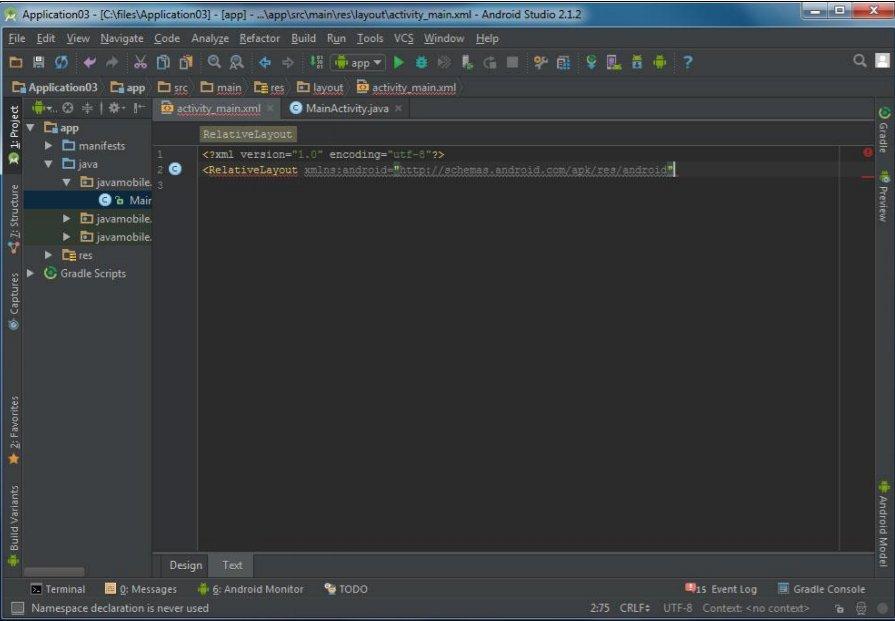 Application03 - [C:\files\Application03] - [app] - ...\app\src\main\res\layout\activity_main.xml - Android Studio 2.1.2
File Edit View Navigate Code Analyze Refactor Build Run Tools VCS Window Help
app
Application03 app src main res layout activity_main.xml
1: Project
7: Structure
Captures
2: Favorites
Build Variants
app
manifests
java
javamobile.
Mair
javamobile.
javamobile.
res
Gradle Scripts
activity_main.xml MainActivity.java
RelativeLayout
1 <?xml version="1.0" encoding="utf-8"?>
2 <RelativeLayout xmlns:android="http://schemas.android.com/apk/res/android"
3
Design Text
Gradle
Preview
Android Model
Terminal 0: Messages 6: Android Monitor TODO 15 Event Log Gradle Console
Namespace declaration is never used 2:75 CRLF UTF-8 Context: <no context>